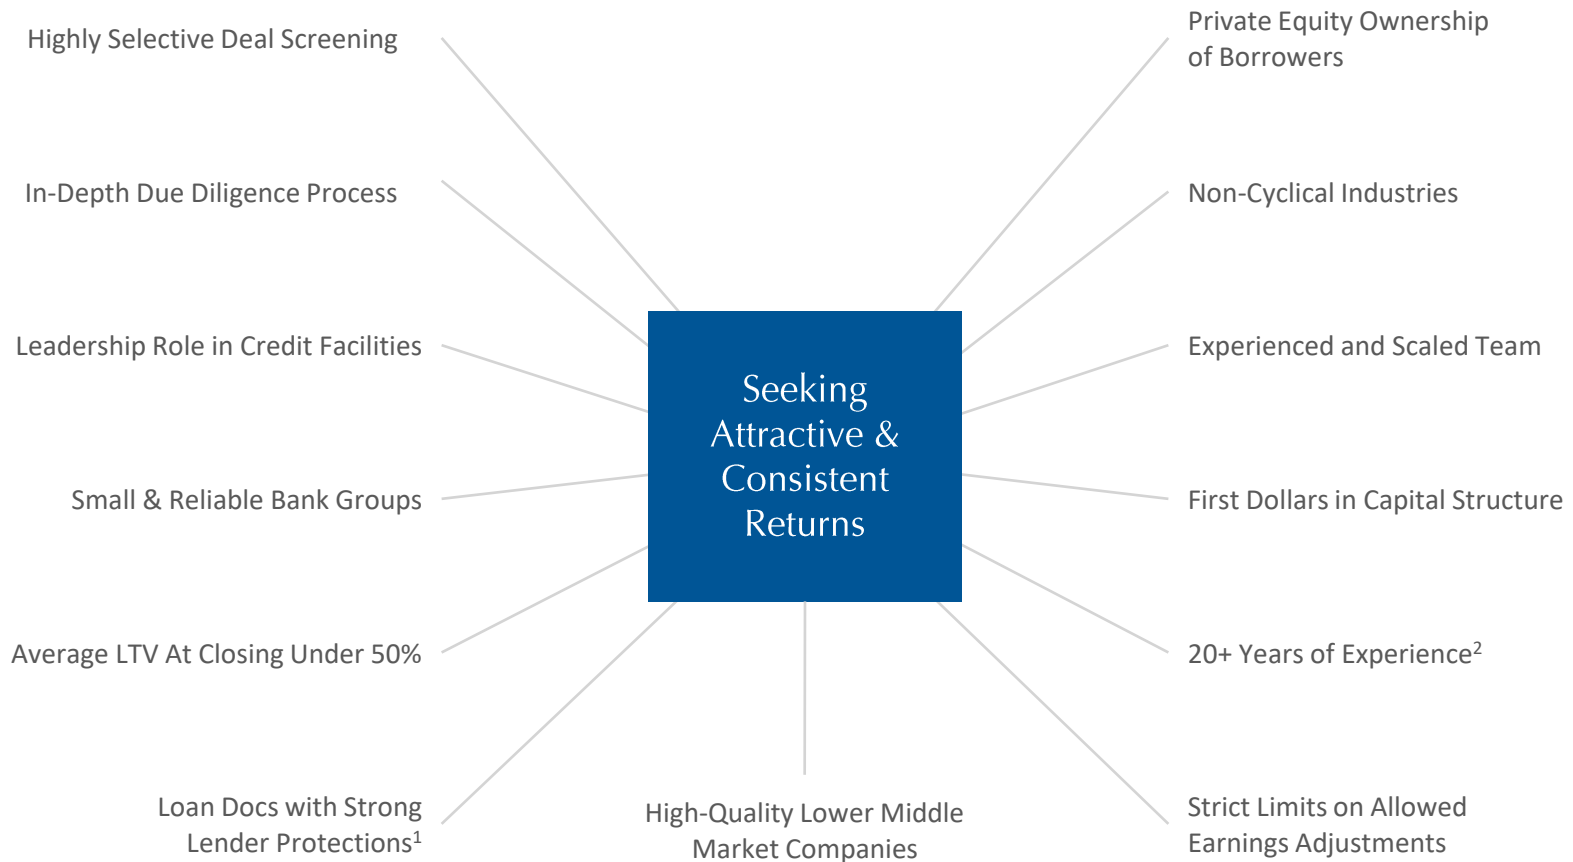 Highly Selective Deal Screening
In-Depth Due Diligence Process
Leadership Role in Credit Facilities
Small & Reliable Bank Groups
Average LTV At Closing Under 50%
Loan Docs with Strong
Lender Protections¹
Seeking
Attractive &
Consistent
Returns
High-Quality Lower Middle
Market Companies
Private Equity Ownership
of Borrowers
Non-Cyclical Industries
Experienced and Scaled Team
First Dollars in Capital Structure
20+ Years of Experience²
Strict Limits on Allowed
Earnings Adjustments